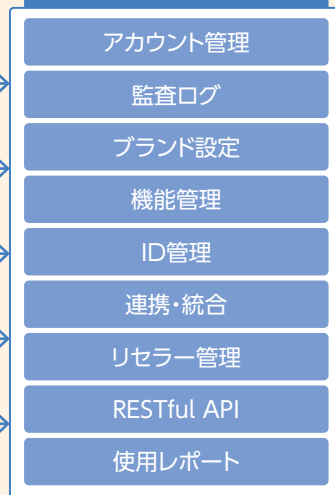 アカウント管理
監査ログ
ブランド設定
機能管理
ID管理
連携・統合
リセラー管理
RESTful API
使用レポート